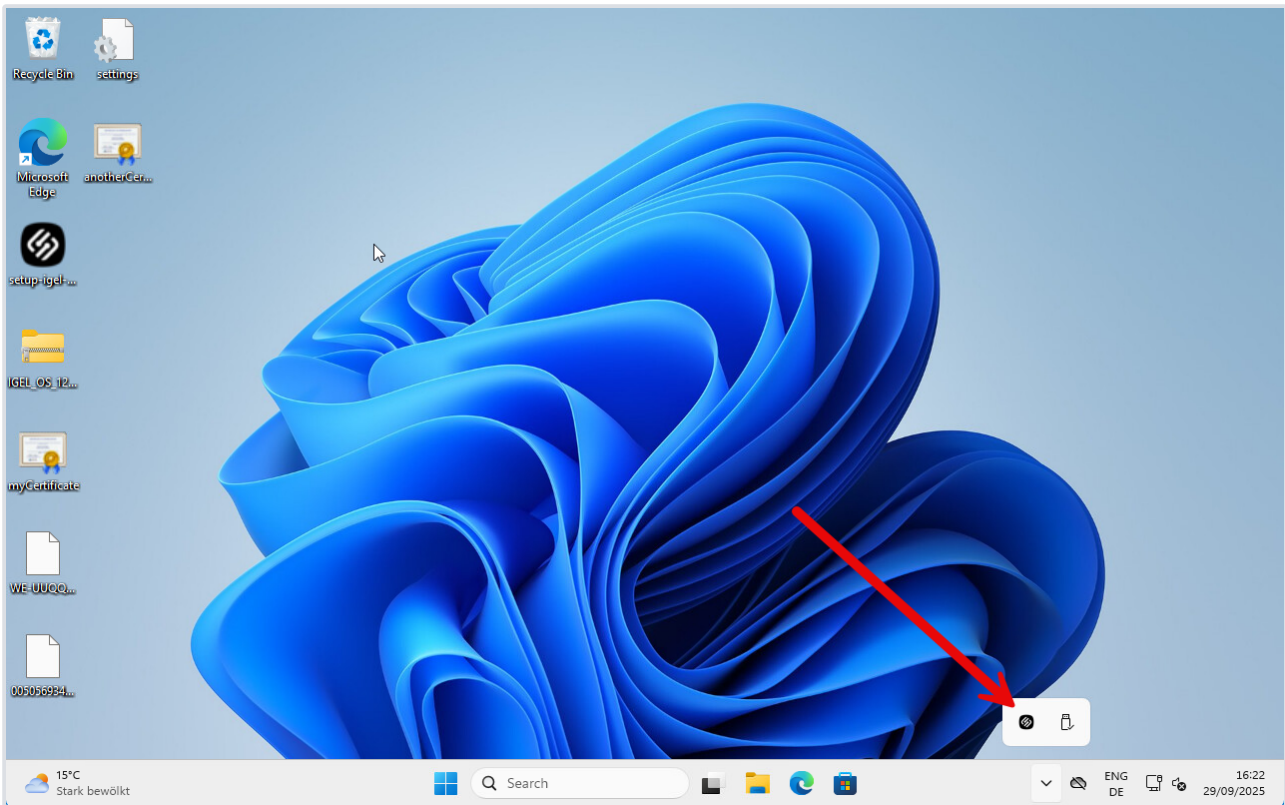 Recycle Bin
settings
Microsoft
Edge
anotherCer...
setup-igel-...
IGEL_OS_12...
myCertificate
WE-UUQQ...
005056934...
15°C
Stark bewölkt
Search
ENG
DE
16:22
29/09/2025